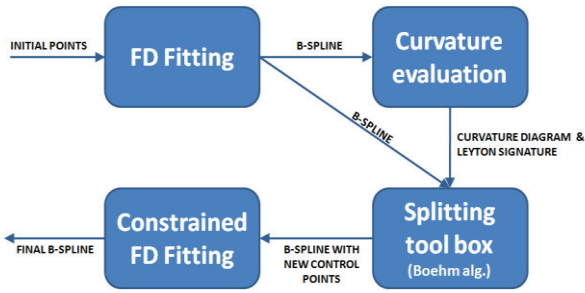 INITIAL POINTS
FD Fitting
B-SPLINE
Curvature
evaluation
B-SPLINE
CURVATURE DIAGRAM &
LEYTON SIGNATURE
Splitting
tool box
(Boehm alg.)
B-SPLINE WITH
NEW CONTROL
POINTS
Constrained
FD Fitting
FINAL B-SPLINE